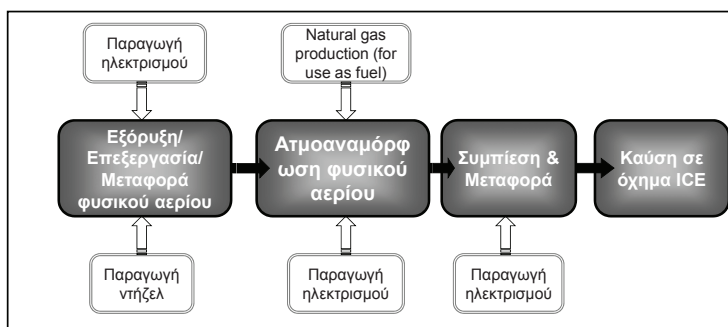 Παραγωγή
ηλεκτρισμού
Natural gas
production (for
use as fuel)
Εξόρυξη/
Επεξεργασία/
Μεταφορά
φυσικού αερίου
Ατμοαναμόρφ
ωση φυσικού
αερίου
Συμπίεση &
Μεταφορά
Καύση σε
όχημα ICE
Παραγωγή
ντήζελ
Παραγωγή
ηλεκτρισμού
Παραγωγή
ηλεκτρισμού